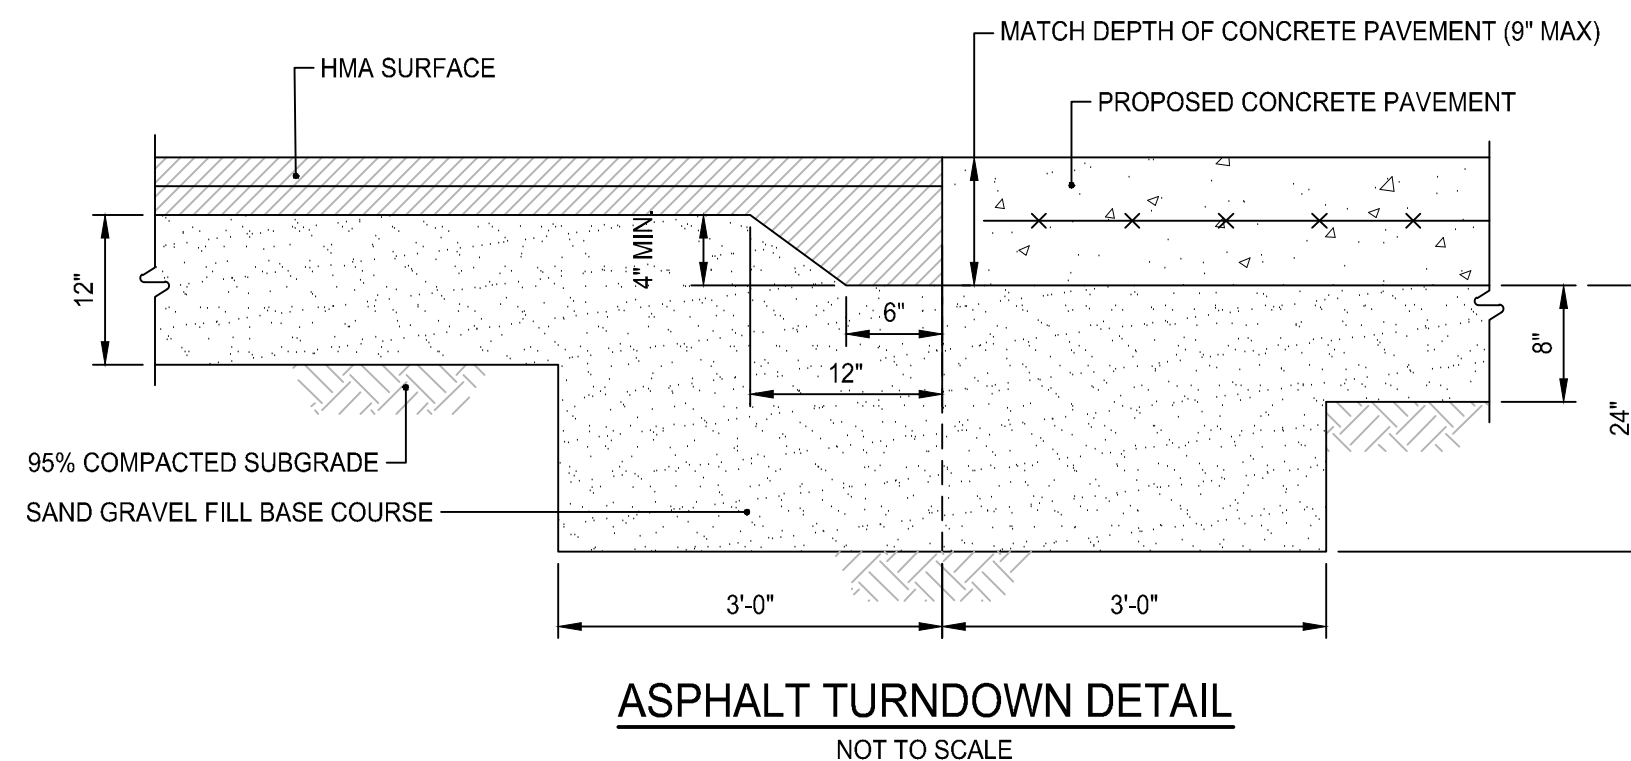 MATCH DEPTH OF CONCRETE PAVEMENT (9" MAX)
HMA SURFACE
PROPOSED CONCRETE PAVEMENT
4" MIN.
12"
6"
8"
12"
24"
95% COMPACTED SUBGRADE
SAND GRAVEL FILL BASE COURSE
3'-0"
3'-0"
ASPHALT TURNDOWN DETAIL
NOT TO SCALE